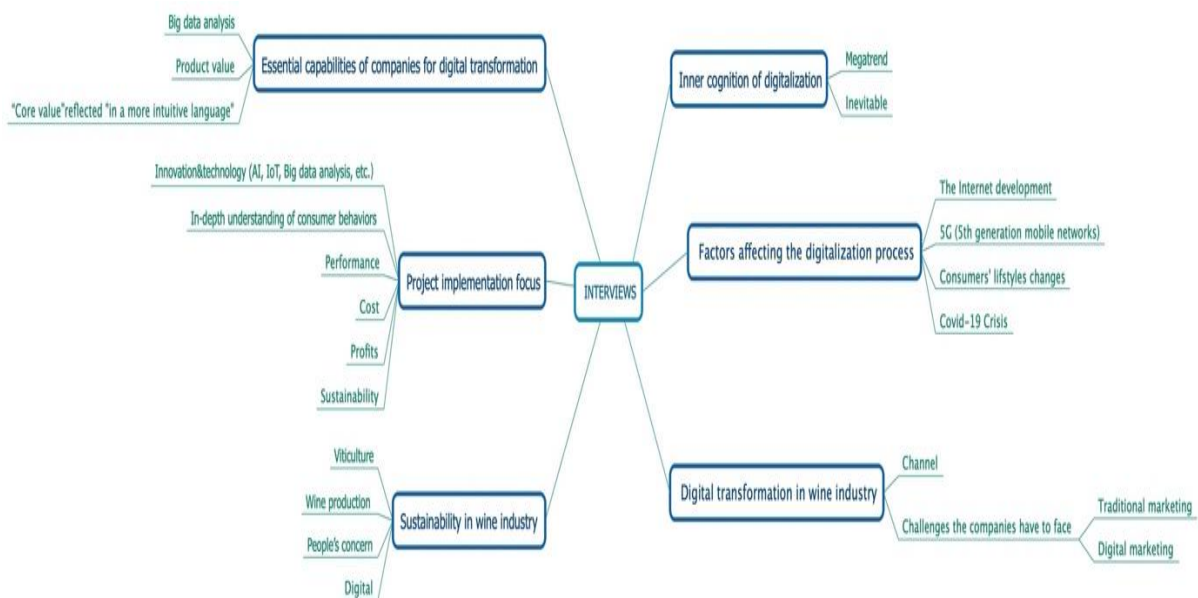 Big data analysis
Product value
"Core value"reflected "in a more intuitive language"
Essential capabilities of companies for digital transformation
Innovation&technology (AI, IoT, Big data analysis, etc.)
In-depth understanding of consumer behaviors
Performance
Cost
Profits
Sustainability
Project implementation focus
Viticulture
Wine production
People's concern
Digital
Sustainability in wine industry
INTERVIEWS
Inner cognition of digitalization
Megatrend
Inevitable
Factors affecting the digitalization process
The Internet development
5G (5th generation mobile networks)
Consumers' lifstyles changes
Covid-19 Crisis
Digital transformation in wine industry
Channel
Challenges the companies have to face
Traditional marketing
Digital marketing